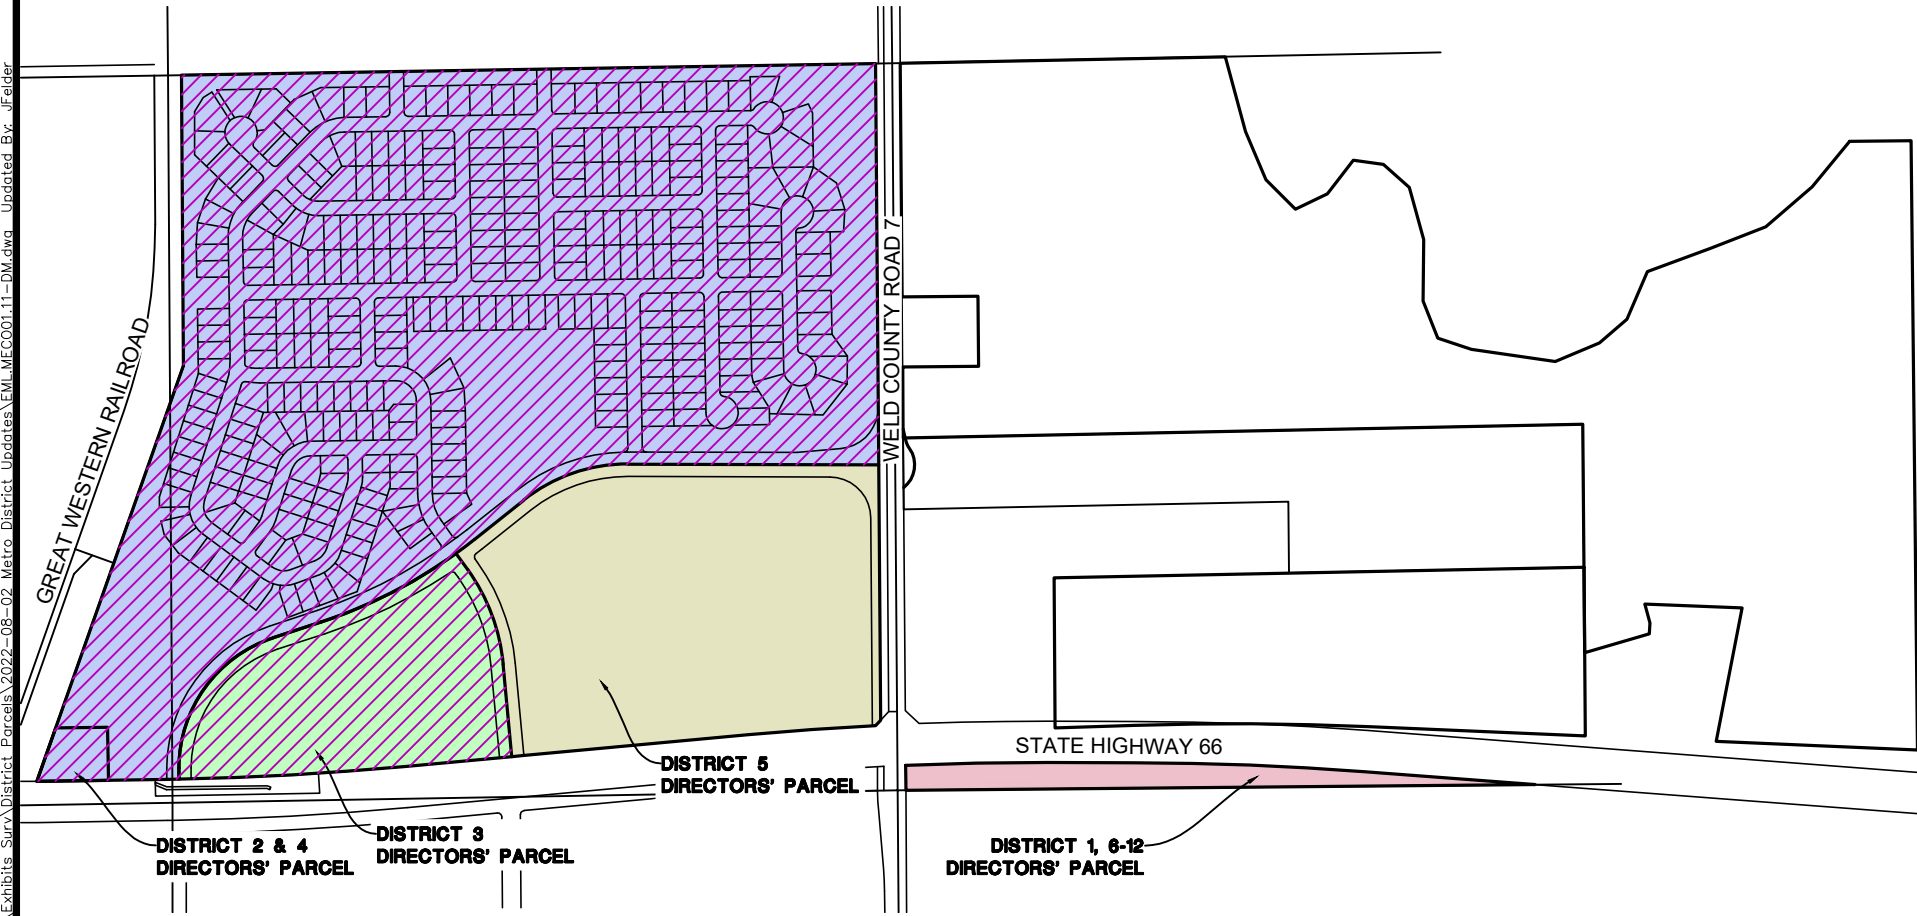 \Exhibits Surv\District Parcels\2022-08-02 Metro District Updates\EMLMEC001.11-DM.dwg Updated By: JFelder
GREAT WESTERN RAILROAD
WELD COUNTY ROAD 7
STATE HIGHWAY 66
DISTRICT 5
DIRECTORS' PARCEL
DISTRICT 3
DIRECTORS' PARCEL
DISTRICT 2 & 4
DIRECTORS' PARCEL
DISTRICT 1, 6-12
DIRECTORS' PARCEL